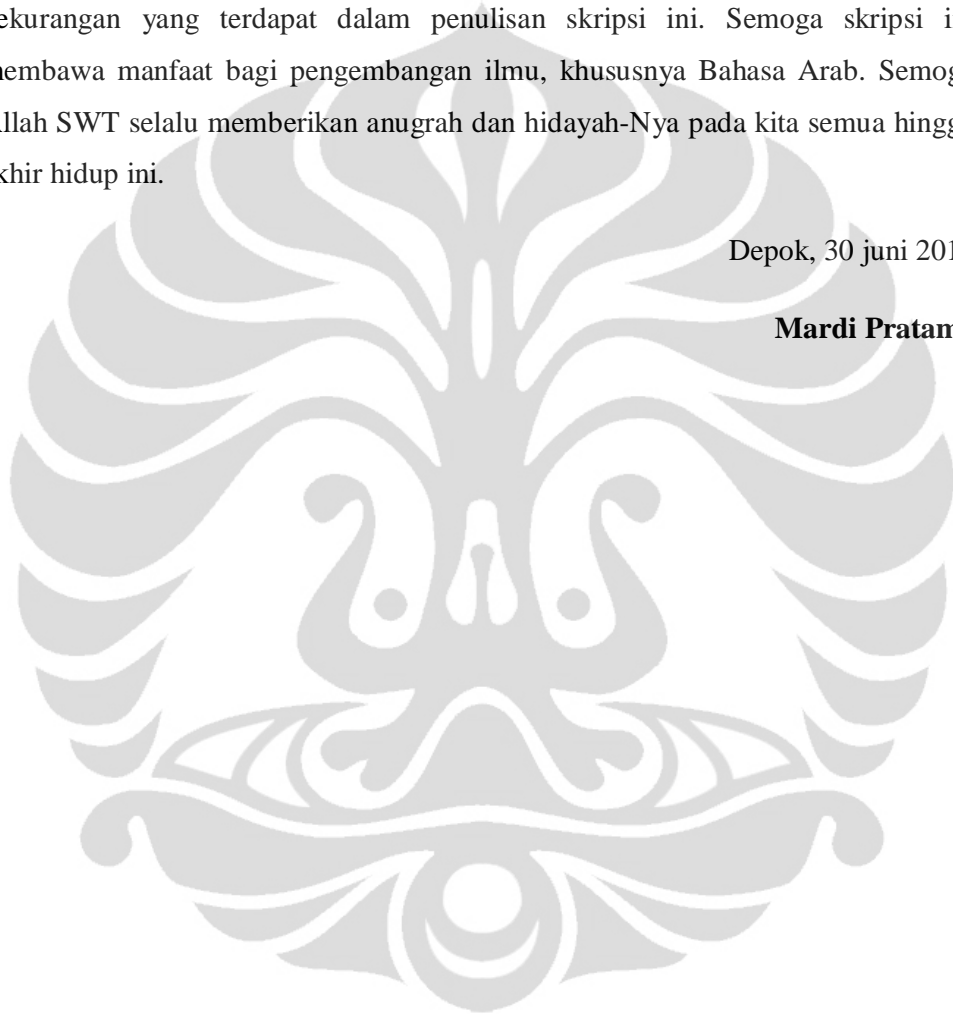 ekurangan yang terdapat dalam penulisan skripsi ini. Semoga skripsi in
membawa manfaat bagi pengembangan ilmu, khususnya Bahasa Arab. Semog
Allah SWT selalu memberikan anugrah dan hidayah-Nya pada kita semua hingg
khir hidup ini.
Depok, 30 juni 201
Mardi Pratam